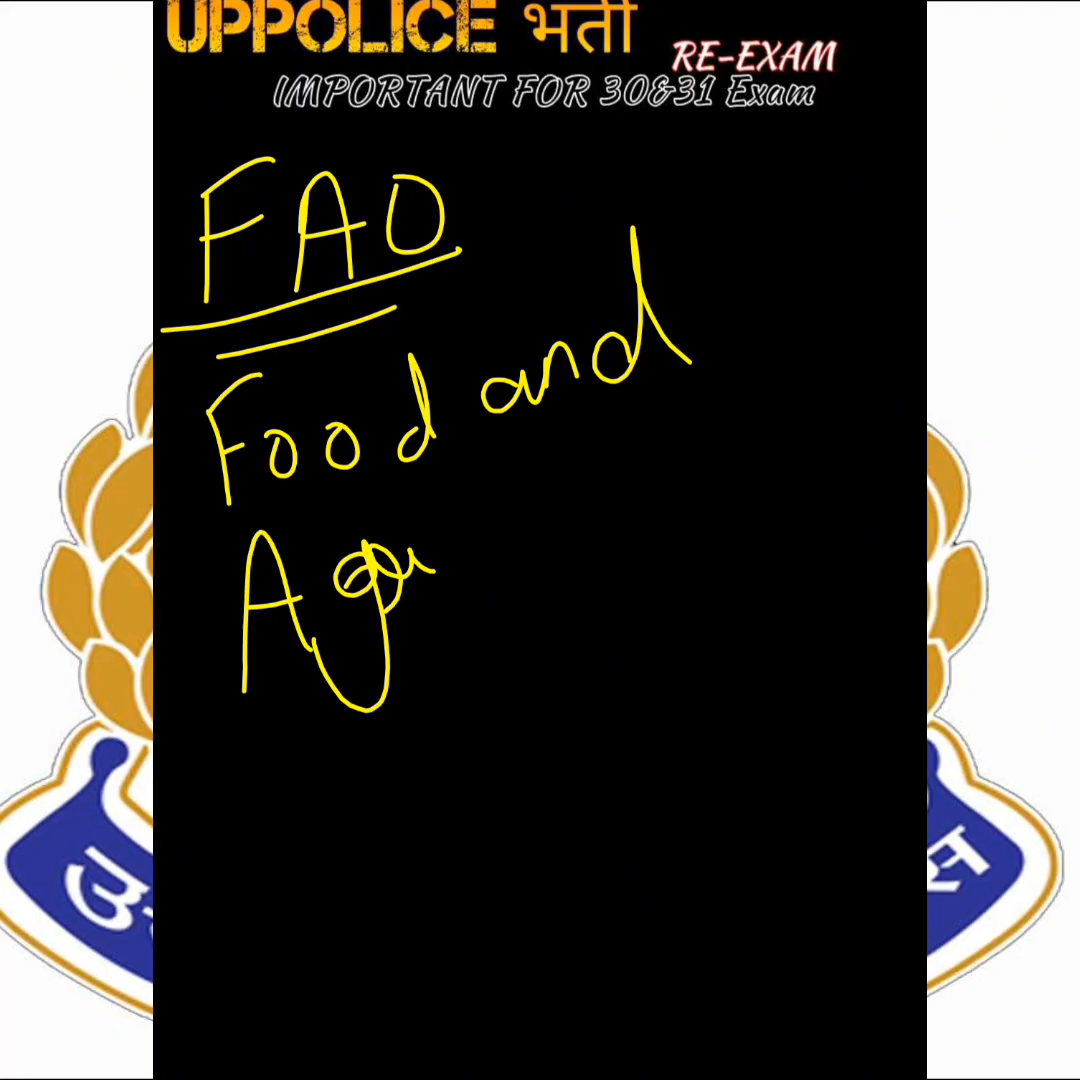 UPPOLICE भर्ती
RE-EXAM
IMPORTANT FOR 30&31 Exam
FAO
Food and